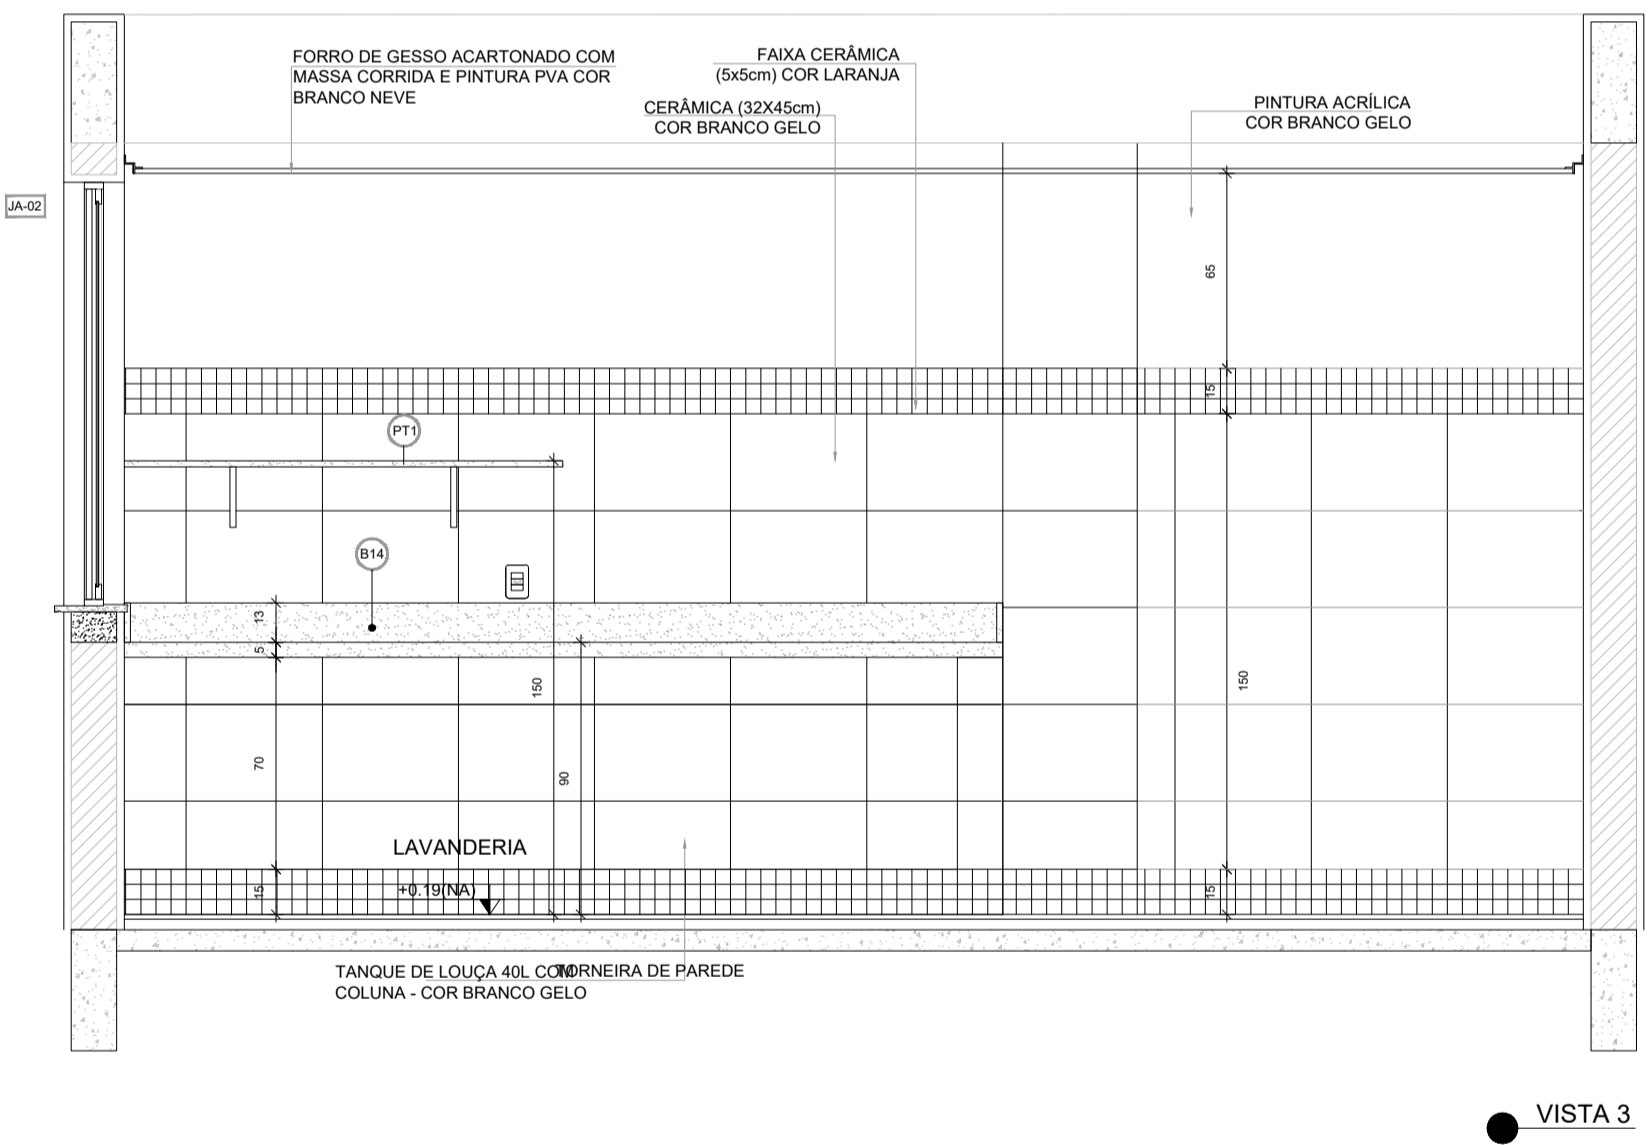 FORRO DE GESSO ACARTONADO COM
MASSA CORRIDA E PINTURA PVA COR
BRANCO NEVE
FAIXA CERÂMICA
(5x5cm) COR LARANJA
CERÂMICA (32X45cm)
COR BRANCO GELO
PINTURA ACRÍLICA
COR BRANCO GELO
JA-02
65
15
PT1
B14
13
5
150
150
70
90
LAVANDERIA
+0.19(NA)
15
15
TANQUE DE LOUÇA 40L COM
COLUNA - COR BRANCO GELO
TORNEIRA DE PAREDE
VISTA 3